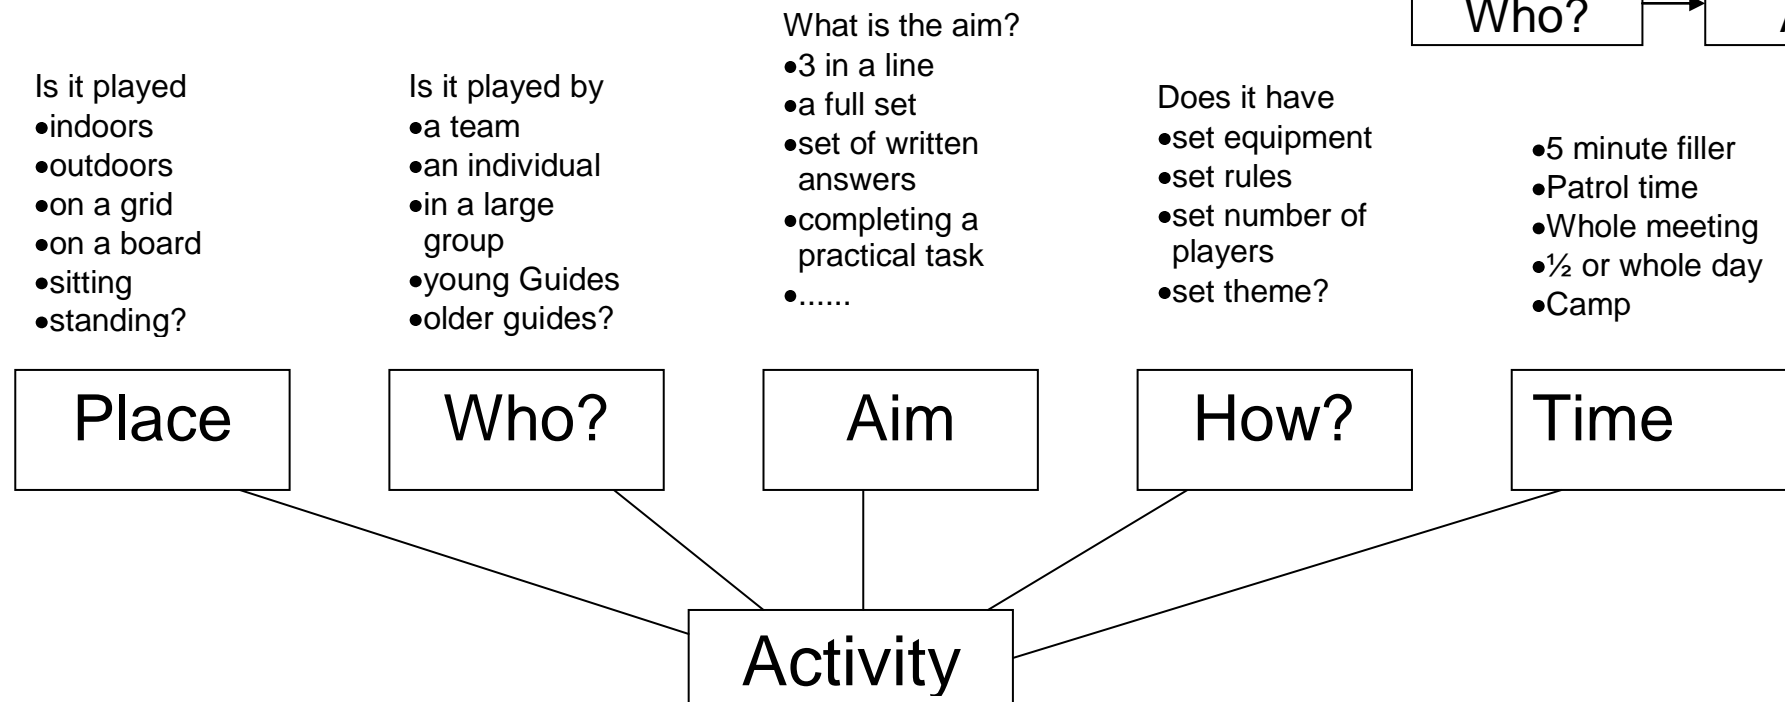 Who?
Is it played
•indoors
•outdoors
•on a grid
•on a board
•sitting
•standing?
Is it played by
•a team
•an individual
•in a large
group
•young Guides
•older guides?
What is the aim?
•3 in a line
•a full set
•set of written
answers
•completing a
practical task
•......
Does it have
•set equipment
•set rules
•set number of
players
•set theme?
•5 minute filler
•Patrol time
•Whole meeting
•½ or whole day
•Camp
Place
Who?
Aim
How?
Time
Activity